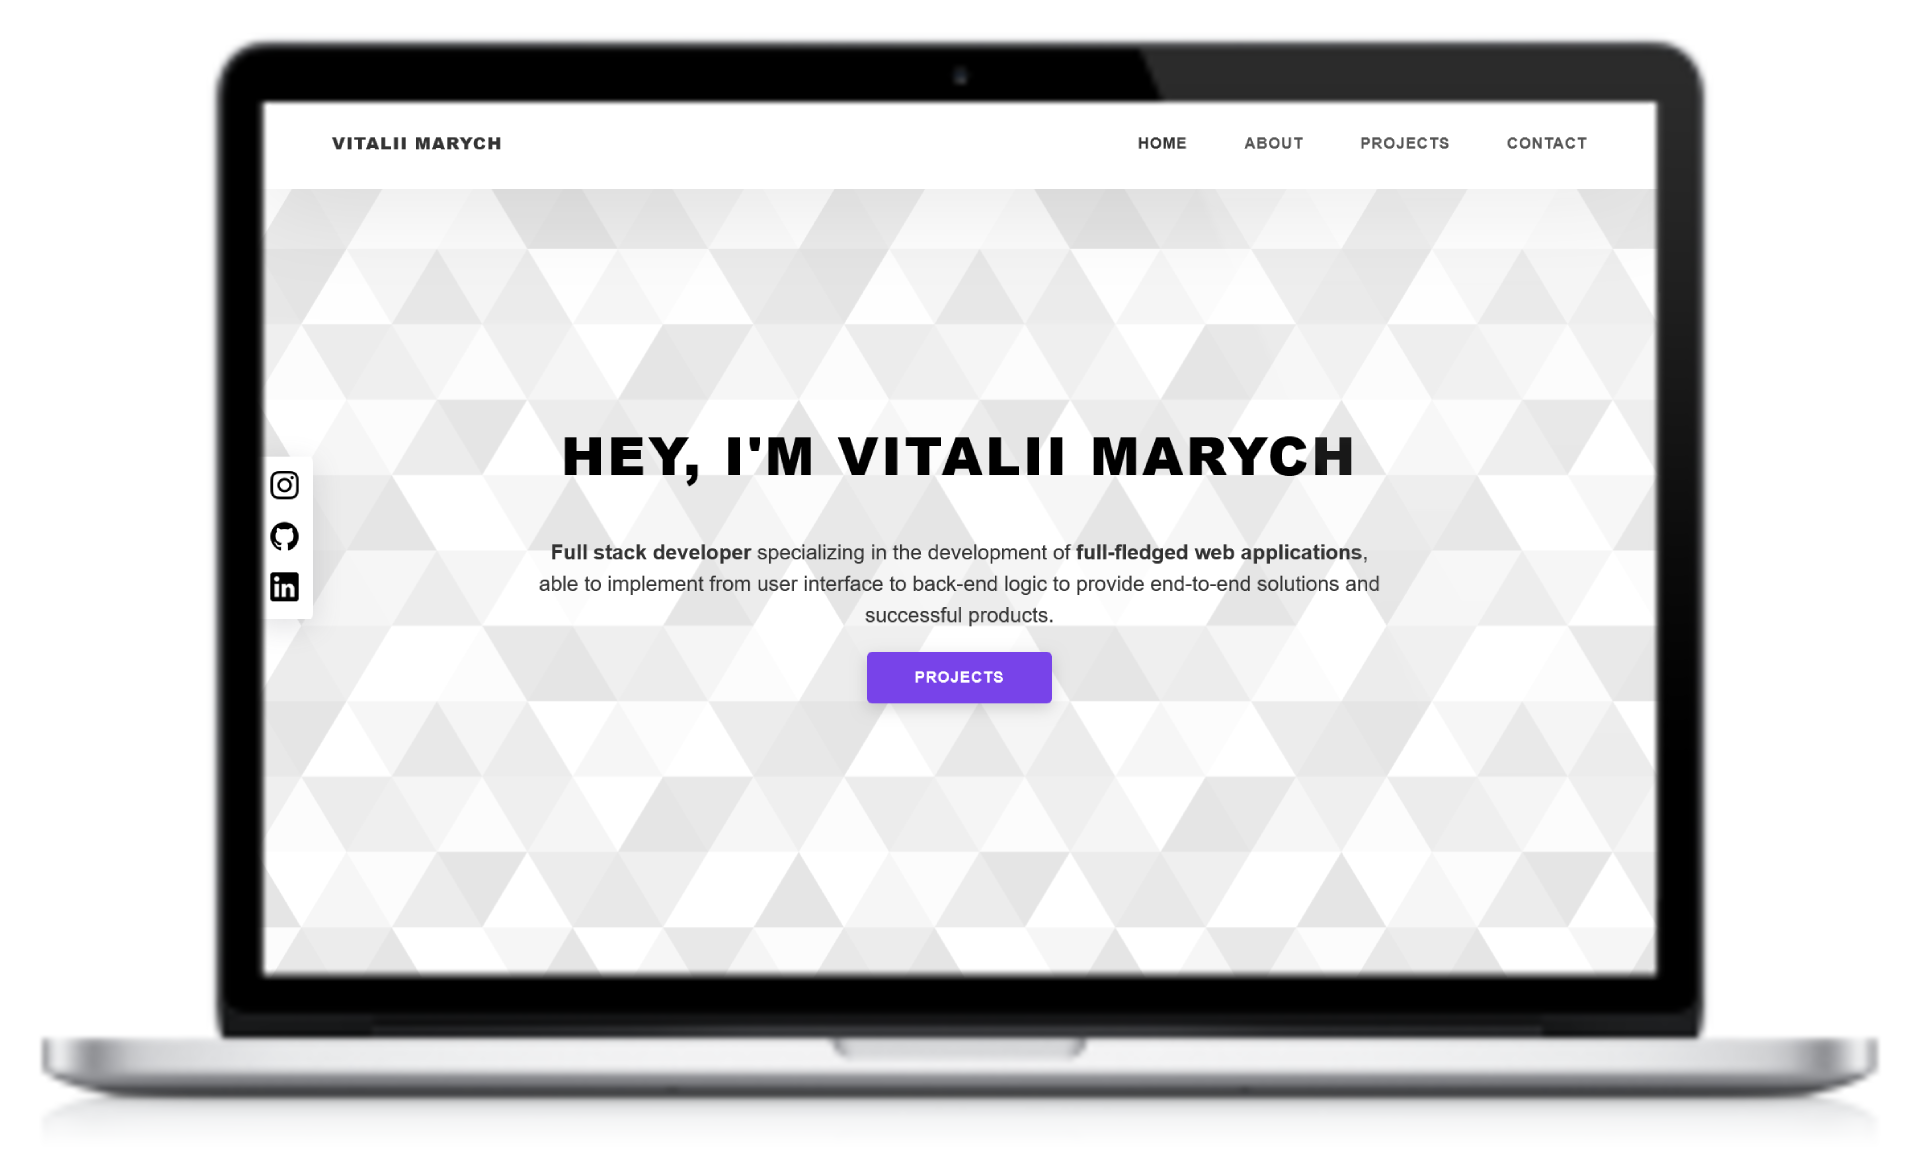 VITALII MARYCH
HOME ABOUT PROJECTS CONTACT
HEY, I'M VITALII MARYCH
Full stack developer specializing in the development of full-fledged web applications,
able to implement from user interface to back-end logic to provide end-to-end solutions and
successful products.
PROJECTS
in